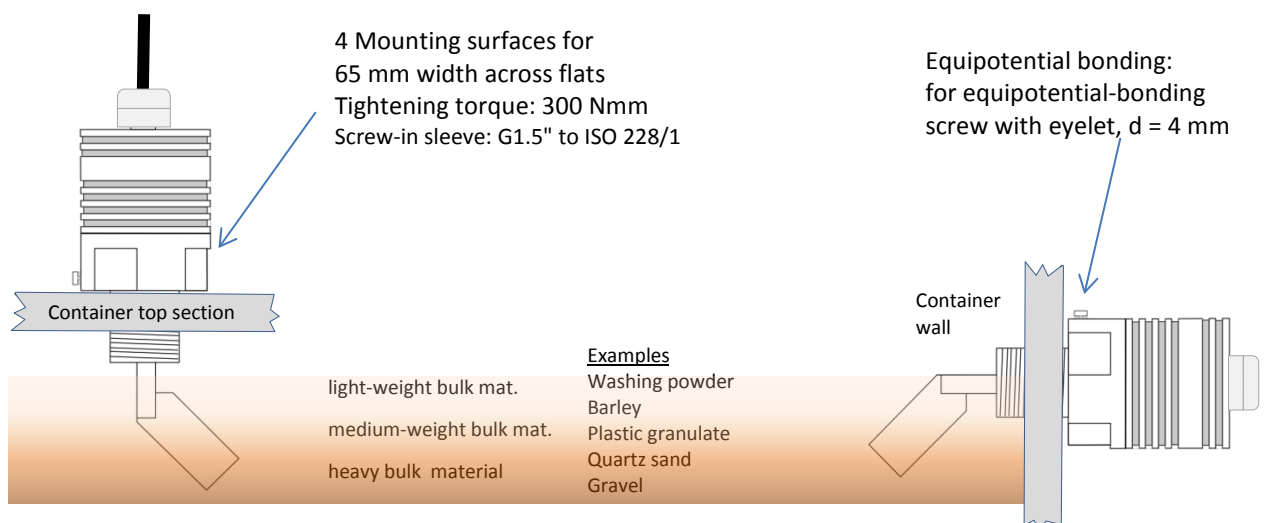 4 Mounting surfaces for
65 mm width across flats
Tightening torque: 300 Nmm
Screw-in sleeve: G1.5" to ISO 228/1
Equipotential bonding:
for equipotential-bonding
screw with eyelet, d = 4 mm
Container top section
Container
wall
light-weight bulk mat.
medium-weight bulk mat.
heavy bulk material
Examples
Washing powder
Barley
Plastic granulate
Quartz sand
Gravel